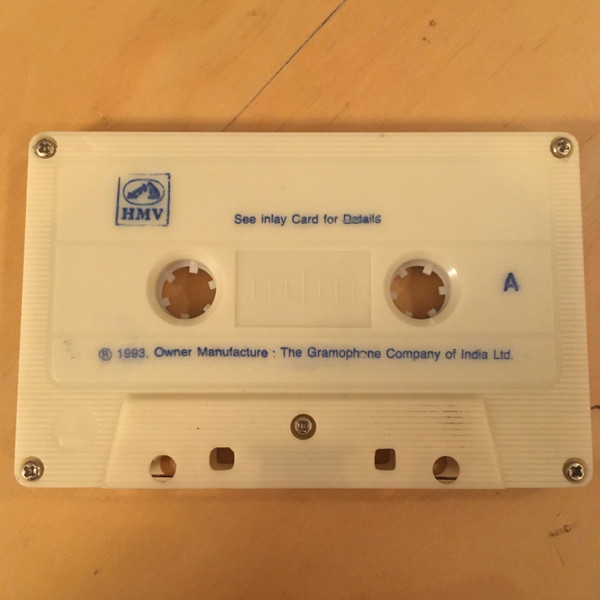 HMV
See inlay Card for Details
A
℗ 1993. Owner Manufacture : The Gramophone Company of India Ltd.